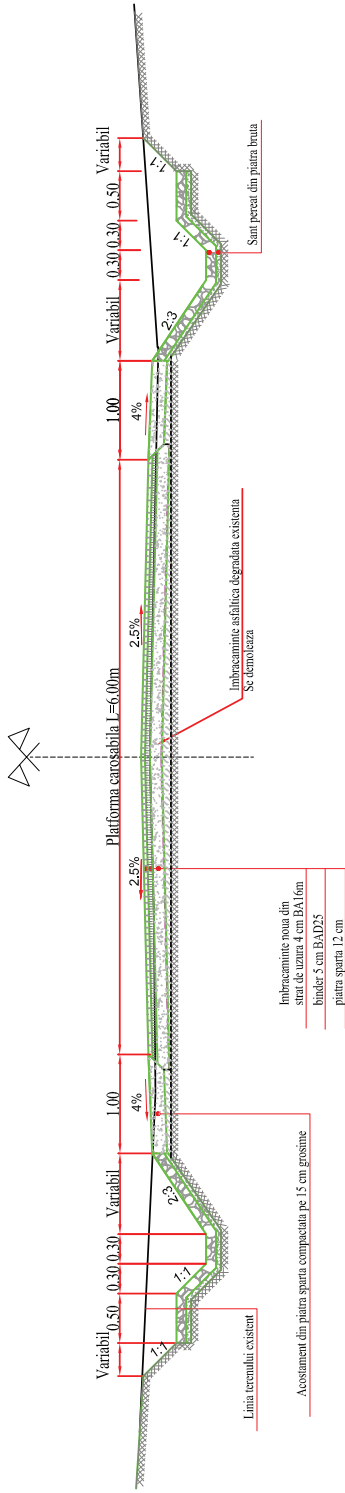 Platforma carosabila L=6.00m
Variabil
0.50
0.30
0.30
Variabil
1.00
1.00
Variabil
0.30
0.30
0.50
Variabil
1:1
1:1
2:3
4%
2.5%
2.5%
4%
2:3
1:1
1:1
Linia terenului existent
Acostament din piatra sparta compactata pe 15 cm grosime
Imbracaminte noua din
strat de uzura 4 cm BA16m
binder 5 cm BAD25
piatra sparta 12 cm
Imbracaminte asfaltica degradata existenta
Se demoleaza
Sant pereat din piatra bruta